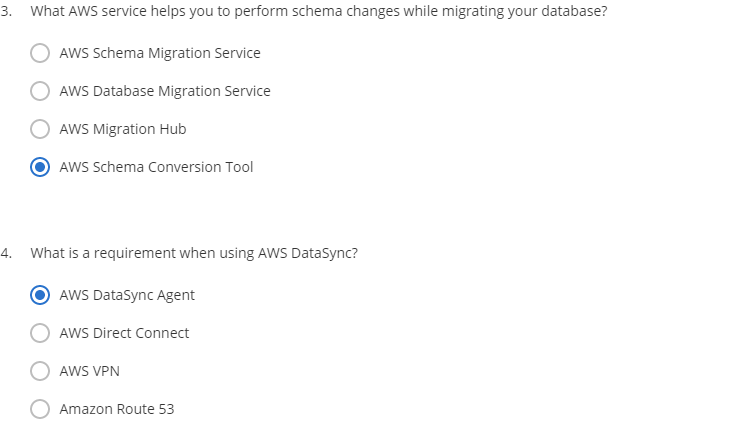 3. What AWS service helps you to perform schema changes while migrating your database?
AWS Schema Migration Service
AWS Database Migration Service
AWS Migration Hub
AWS Schema Conversion Tool
4. What is a requirement when using AWS DataSync?
AWS DataSync Agent
AWS Direct Connect
AWS VPN
Amazon Route 53